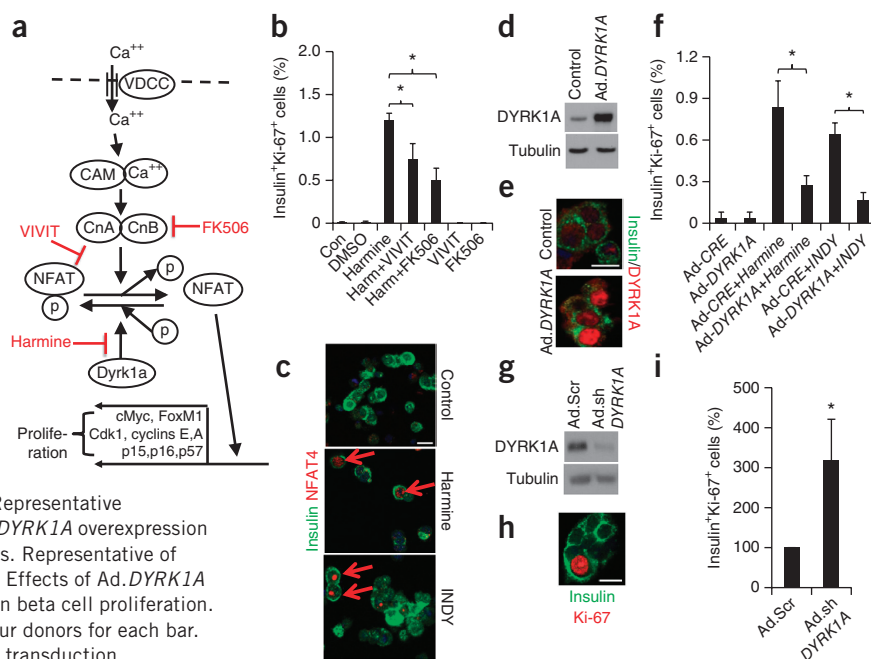 a
Ca++
VDCC
Ca++
CAM Ca++
CnA CnB
VIVIT
FK506
NFAT
p
p
NFAT
p
Harmine
Dyrk1a
cMyc, FoxM1
Prolife-
ration
Cdk1, cyclins E,A
p15,p16,p57
Representative
DYRK1A overexpression
s. Representative of
Effects of Ad.DYRK1A
n beta cell proliferation.
ur donors for each bar.
transduction
b
Insulin+Ki-67+ cells (%)
2.0
1.5
1.0
0.5
0.0
*
*
Con
DMSO
Harmine
Harm+VIVIT
Harm+FK506
VIVIT
FK506
c
Insulin NFAT4
Control
Harmine
INDY
d
Control
Ad.DYRK1A
DYRK1A
Tubulin
e
Control
Ad.DYRK1A
Insulin/DYRK1A
f
Insulin+Ki-67+ cells (%)
1.2
0.9
0.6
0.3
0
*
*
Ad-CRE
Ad-DYRK1A
Ad-CRE+Harmine
Ad-DYRK1A+Harmine
Ad-CRE+INDY
Ad-DYRK1A+INDY
g
Ad.Scr
Ad.sh
DYRK1A
DYRK1A
Tubulin
h
Insulin
Ki-67
i
Insulin+Ki-67+ cells (%)
500
400
300
200
100
0
*
Ad.Scr
Ad.sh
DYRK1A